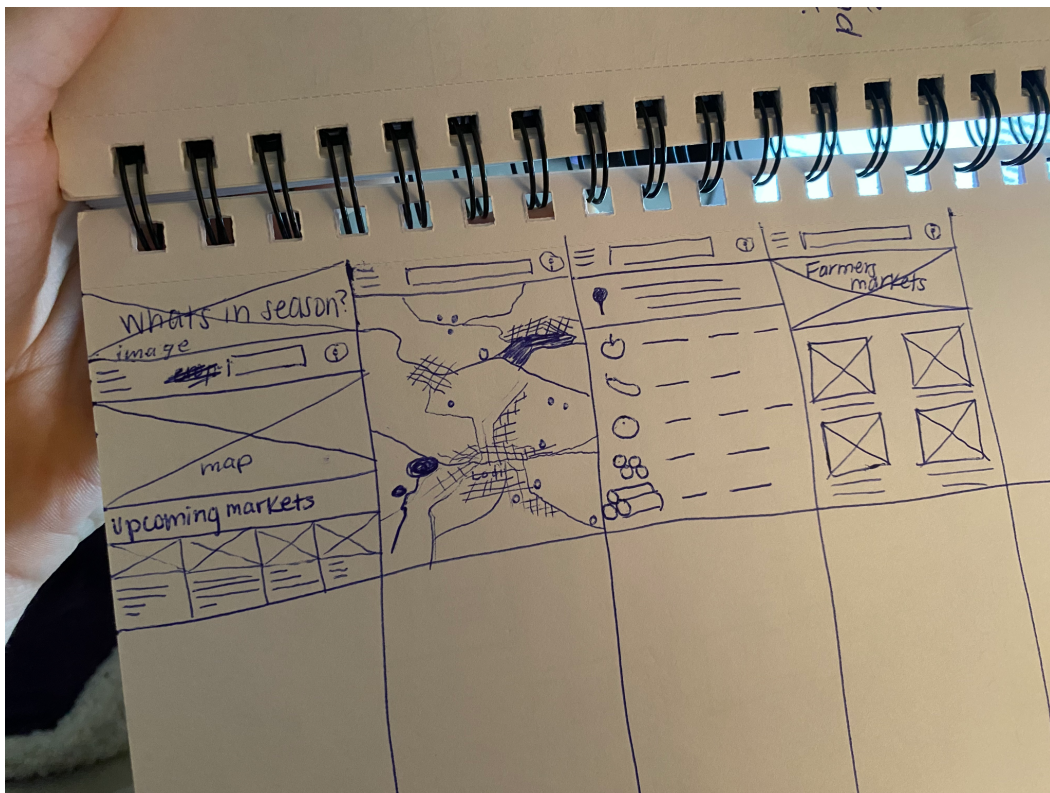 Whats in season?
image
map
Upcoming markets
Farmers
markets